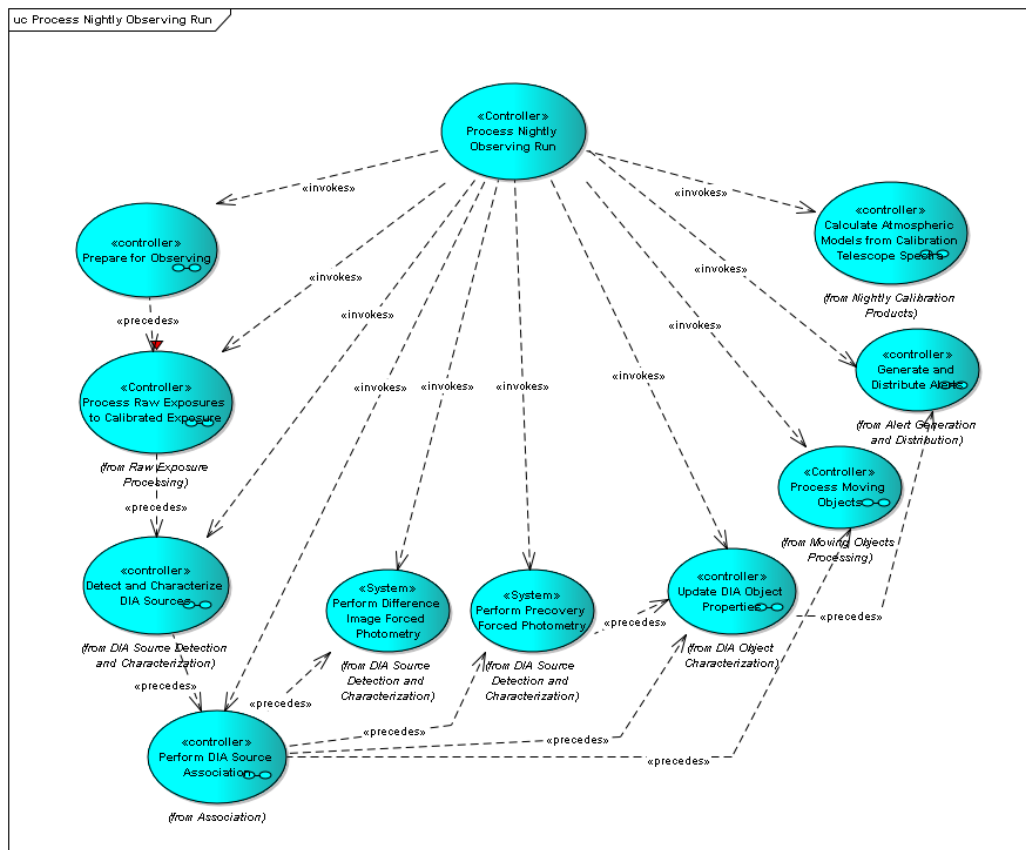 uc Process Nightly Observing Run
«Controller»
Process Nightly
Observing Run
«invokes»
«invokes»
«controller»
Prepare for Observing
«controller»
Calculate Atmospheric
Models from Calibration
Telescope Spectra
(from Nightly Calibration
Products)
«invokes»
«invokes»
«invokes»
«precedes»
«invokes»
«invokes»
«invokes»
«invokes»
«invokes»
«Controller»
Process Raw Exposures
to Calibrated Exposure
(from Raw Exposure
Processing)
«controller»
Generate and
Distribute Alerts
(from Alert Generation
and Distribution)
«precedes»
«Controller»
Process Moving
Objects
(from Moving Objects
Processing)
«controller»
Detect and Characterize
DIA Sources
(from DIA Source Detection
and Characterization)
«System»
Perform Difference
Image Forced
Photometry
(from DIA Source
Detection and
Characterization)
«System»
Perform Precovery
Forced Photometry
(from DIA Source
Detection and
Characterization)
«controller»
Update DIA Object
Properties
(from DIA Object
Characterization)
«precedes»
«precedes»
«precedes»
«precedes»
«precedes»
«precedes»
«precedes»
«controller»
Perform DIA Source
Association
(from Association)